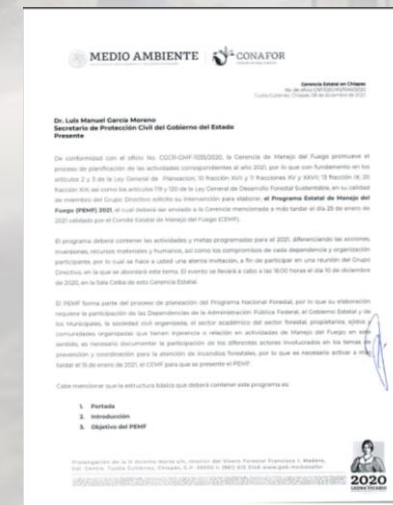 MEDIO AMBIENTE
CONAFOR
Gerencia Estatal en Chiapas
Dr. Luis Manuel García Moreno
Secretario de Protección Civil del Gobierno del Estado
Presente
De conformidad con el oficio No. CGCR-GMF-1035/2020, la Gerencia de Manejo del Fuego promueve el
proceso de planificación de las actividades correspondientes al año 2021, por lo que con fundamento en los
artículos 2 y 3 de la Ley General de Planeación; 10 fracción XVII y 11 fracciones XV y XXVII; 13 fracción IX; 20
fracción XIII; así como los artículos 119 y 120 de la Ley General de Desarrollo Forestal Sustentable, en su calidad
de miembro del Grupo Directivo solicito su intervención para elaborar, el Programa Estatal de Manejo del
Fuego (PEMF) 2021, el cual deberá ser enviado a la Gerencia mencionada a más tardar el día 29 de enero de
2021 validado por el Comité Estatal de Manejo del Fuego (CEMF).
El programa deberá contener las actividades y metas programadas para el 2021, diferenciando las acciones,
inversiones, recursos materiales y humanos, así como los compromisos de cada dependencia y organización
participante, por lo cual se hace a usted una atenta invitación, a fin de participar en una reunión del Grupo
Directivo, en la que se abordará este tema. El evento se llevará a cabo a las 16:00 horas el día 10 de diciembre
de 2020, en la Sala Ceiba de esta Gerencia Estatal.
El PEMF forma parte del proceso de planeación del Programa Nacional Forestal, por lo que su elaboración
requiere la participación de las Dependencias de la Administración Pública Federal, el Gobierno Estatal y de
los Municipales, la sociedad civil organizada, el sector académico del sector forestal, propietarios, ejidos y
comunidades organizadas que tienen injerencia o relación en actividades de Manejo del Fuego en este
sentido, es necesario documentar la participación de los diferentes actores involucrados en los temas de
prevención y coordinación para la atención de incendios forestales, por lo que es necesario activar a más
tardar el 15 de enero de 2021, el CEMF para que se presente el PEMF.
Cabe mencionar que la estructura básica que deberá contener este programa es:
1. Portada
2. Introducción
3. Objetivo del PEMF
2020
LEONA VICARIO